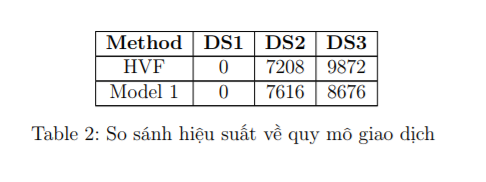 Method DS1 DS2 DS3
HVF 0 7208 9872
Model 1 0 7616 8676
Table 2: So sánh hiệu suất về quy mô giao dịch